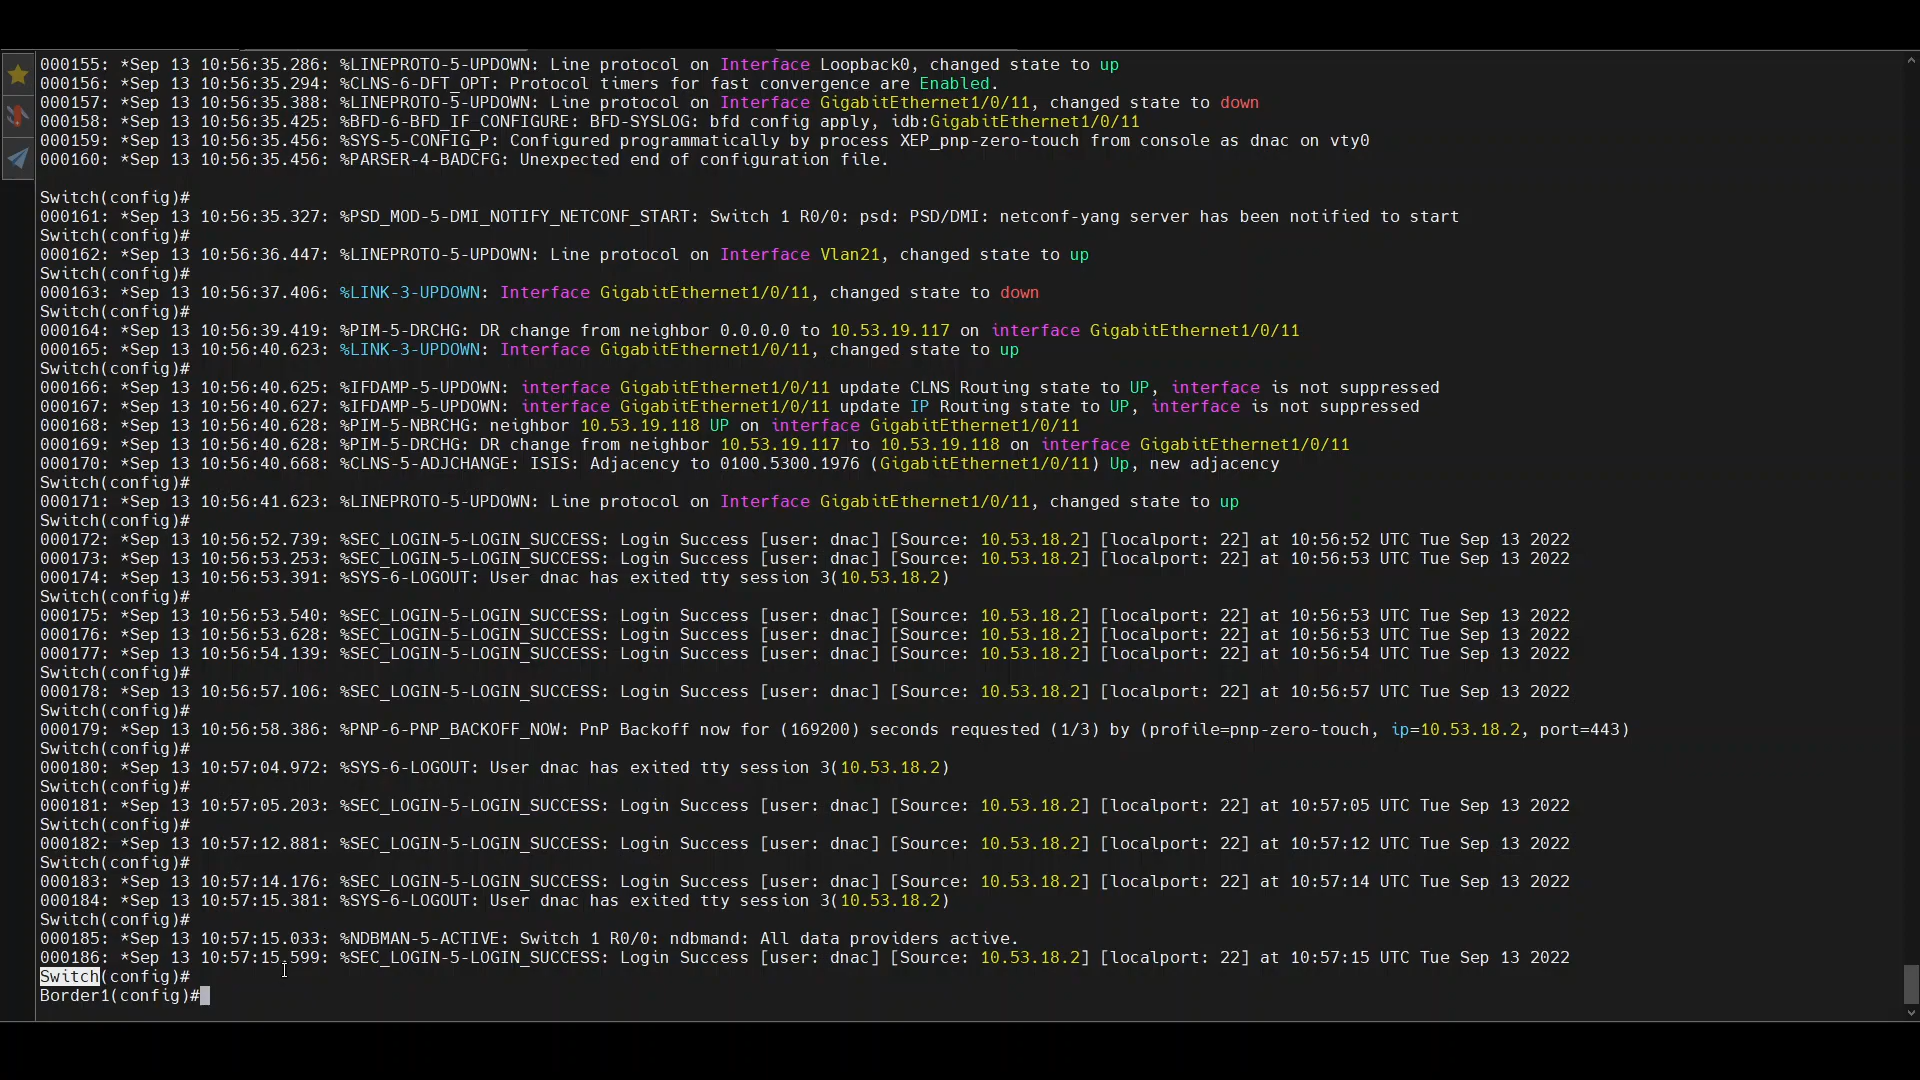 000155: *Sep 13 10:56:35.286: %LINEPROTO-5-UPDOWN: Line protocol on Interface Loopback0, changed state to up
000156: *Sep 13 10:56:35.294: %CLNS-6-DFT_OPT: Protocol timers for fast convergence are Enabled.
000157: *Sep 13 10:56:35.388: %LINEPROTO-5-UPDOWN: Line protocol on Interface GigabitEthernet1/0/11, changed state to down
000158: *Sep 13 10:56:35.425: %BFD-6-BFD_IF_CONFIGURE: BFD-SYSLOG: bfd config apply, idb:GigabitEthernet1/0/11
000159: *Sep 13 10:56:35.456: %SYS-5-CONFIG_P: Configured programmatically by process XEP_pnp-zero-touch from console as dnac on vty0
000160: *Sep 13 10:56:35.456: %PARSER-4-BADCFG: Unexpected end of configuration file.
Switch(config)#
000161: *Sep 13 10:56:35.327: %PSD_MOD-5-DMI_NOTIFY_NETCONF_START: Switch 1 R0/0: psd: PSD/DMI: netconf-yang server has been notified to start
Switch(config)#
000162: *Sep 13 10:56:36.447: %LINEPROTO-5-UPDOWN: Line protocol on Interface Vlan21, changed state to up
Switch(config)#
000163: *Sep 13 10:56:37.406: %LINK-3-UPDOWN: Interface GigabitEthernet1/0/11, changed state to down
Switch(config)#
000164: *Sep 13 10:56:39.419: %PIM-5-DRCHG: DR change from neighbor 0.0.0.0 to 10.53.19.117 on interface GigabitEthernet1/0/11
000165: *Sep 13 10:56:40.623: %LINK-3-UPDOWN: Interface GigabitEthernet1/0/11, changed state to up
Switch(config)#
000166: *Sep 13 10:56:40.625: %IFDAMP-5-UPDOWN: interface GigabitEthernet1/0/11 update CLNS Routing state to UP, interface is not suppressed
000167: *Sep 13 10:56:40.627: %IFDAMP-5-UPDOWN: interface GigabitEthernet1/0/11 update IP Routing state to UP, interface is not suppressed
000168: *Sep 13 10:56:40.628: %PIM-5-NBRCHG: neighbor 10.53.19.118 UP on interface GigabitEthernet1/0/11
000169: *Sep 13 10:56:40.628: %PIM-5-DRCHG: DR change from neighbor 10.53.19.117 to 10.53.19.118 on interface GigabitEthernet1/0/11
000170: *Sep 13 10:56:40.668: %CLNS-5-ADJCHANGE: ISIS: Adjacency to 0100.5300.1976 (GigabitEthernet1/0/11) Up, new adjacency
Switch(config)#
000171: *Sep 13 10:56:41.623: %LINEPROTO-5-UPDOWN: Line protocol on Interface GigabitEthernet1/0/11, changed state to up
Switch(config)#
000172: *Sep 13 10:56:52.739: %SEC_LOGIN-5-LOGIN_SUCCESS: Login Success [user: dnac] [Source: 10.53.18.2] [localport: 22] at 10:56:52 UTC Tue Sep 13 2022
000173: *Sep 13 10:56:53.253: %SEC_LOGIN-5-LOGIN_SUCCESS: Login Success [user: dnac] [Source: 10.53.18.2] [localport: 22] at 10:56:53 UTC Tue Sep 13 2022
000174: *Sep 13 10:56:53.391: %SYS-6-LOGOUT: User dnac has exited tty session 3(10.53.18.2)
Switch(config)#
000175: *Sep 13 10:56:53.540: %SEC_LOGIN-5-LOGIN_SUCCESS: Login Success [user: dnac] [Source: 10.53.18.2] [localport: 22] at 10:56:53 UTC Tue Sep 13 2022
000176: *Sep 13 10:56:53.628: %SEC_LOGIN-5-LOGIN_SUCCESS: Login Success [user: dnac] [Source: 10.53.18.2] [localport: 22] at 10:56:53 UTC Tue Sep 13 2022
000177: *Sep 13 10:56:54.139: %SEC_LOGIN-5-LOGIN_SUCCESS: Login Success [user: dnac] [Source: 10.53.18.2] [localport: 22] at 10:56:54 UTC Tue Sep 13 2022
Switch(config)#
000178: *Sep 13 10:56:57.106: %SEC_LOGIN-5-LOGIN_SUCCESS: Login Success [user: dnac] [Source: 10.53.18.2] [localport: 22] at 10:56:57 UTC Tue Sep 13 2022
Switch(config)#
000179: *Sep 13 10:56:58.386: %PNP-6-PNP_BACKOFF_NOW: PnP Backoff now for (169200) seconds requested (1/3) by (profile=pnp-zero-touch, ip=10.53.18.2, port=443)
Switch(config)#
000180: *Sep 13 10:57:04.972: %SYS-6-LOGOUT: User dnac has exited tty session 3(10.53.18.2)
Switch(config)#
000181: *Sep 13 10:57:05.203: %SEC_LOGIN-5-LOGIN_SUCCESS: Login Success [user: dnac] [Source: 10.53.18.2] [localport: 22] at 10:57:05 UTC Tue Sep 13 2022
Switch(config)#
000182: *Sep 13 10:57:12.881: %SEC_LOGIN-5-LOGIN_SUCCESS: Login Success [user: dnac] [Source: 10.53.18.2] [localport: 22] at 10:57:12 UTC Tue Sep 13 2022
Switch(config)#
000183: *Sep 13 10:57:14.176: %SEC_LOGIN-5-LOGIN_SUCCESS: Login Success [user: dnac] [Source: 10.53.18.2] [localport: 22] at 10:57:14 UTC Tue Sep 13 2022
000184: *Sep 13 10:57:15.381: %SYS-6-LOGOUT: User dnac has exited tty session 3(10.53.18.2)
Switch(config)#
000185: *Sep 13 10:57:15.033: %NDBMAN-5-ACTIVE: Switch 1 R0/0: ndbmand: All data providers active.
000186: *Sep 13 10:57:15.599: %SEC_LOGIN-5-LOGIN_SUCCESS: Login Success [user: dnac] [Source: 10.53.18.2] [localport: 22] at 10:57:15 UTC Tue Sep 13 2022
Switch(config)#
Border1(config)#